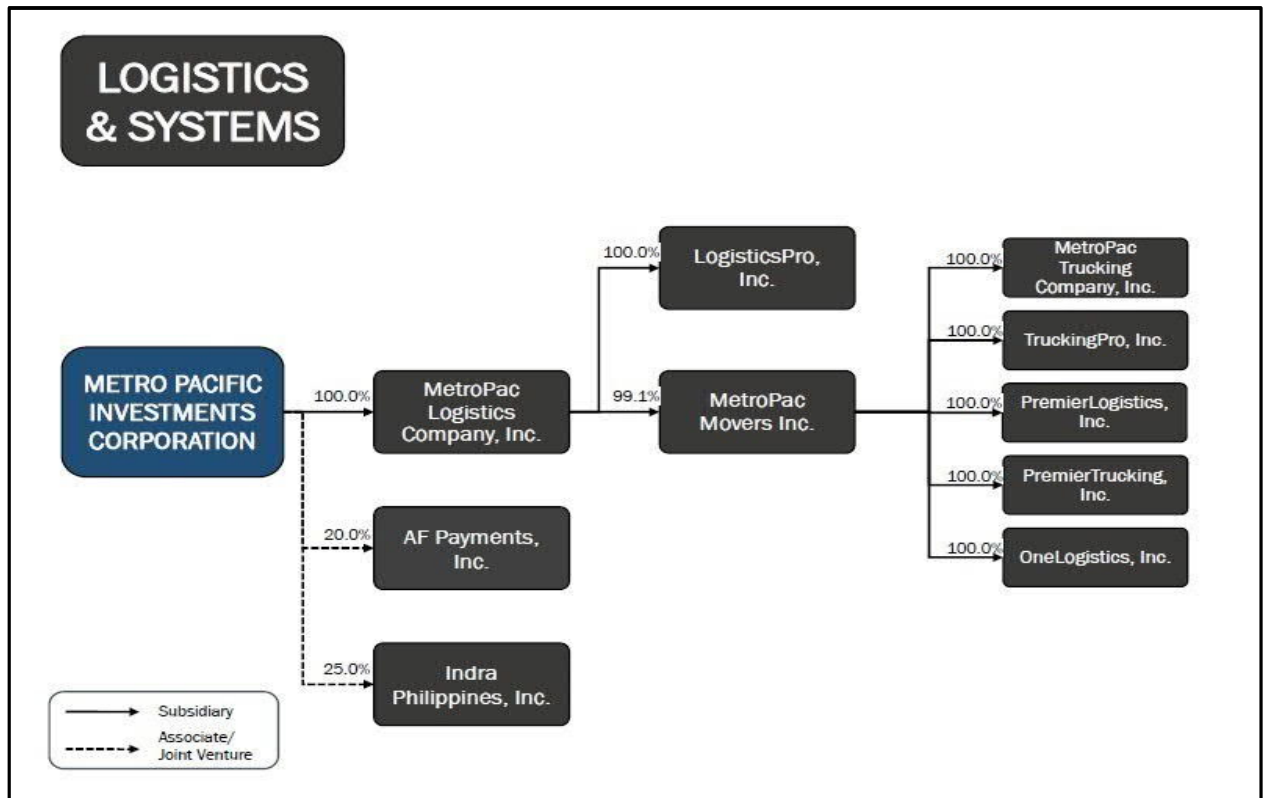 LOGISTICS
& SYSTEMS
METRO PACIFIC
INVESTMENTS
CORPORATION
100.0%
MetroPac
Logistics
Company, Inc.
20.0%
AF Payments,
Inc.
25.0%
Indra
Philippines, Inc.
100.0%
LogisticsPro,
Inc.
99.1%
MetroPac
Movers Inc.
100.0%
MetroPac
Trucking
Company, Inc.
100.0%
TruckingPro, Inc.
100.0%
PremierLogistics,
Inc.
100.0%
PremierTrucking,
Inc.
100.0%
OneLogistics, Inc.
Subsidiary
Associate/
Joint Venture